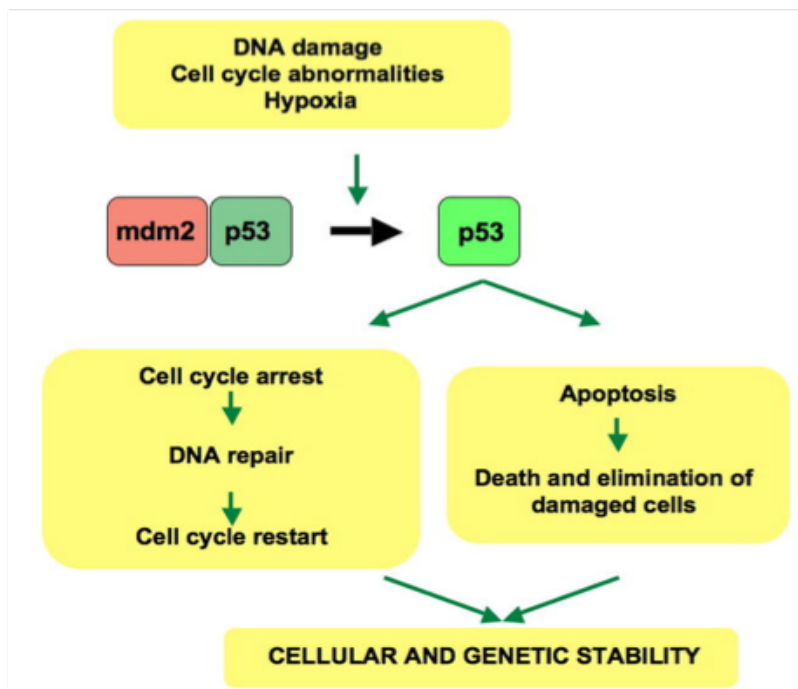 DNA damage
Cell cycle abnormalities
Hypoxia
mdm2
p53
p53
Cell cycle arrest
DNA repair
Cell cycle restart
Apoptosis
Death and elimination of
damaged cells
CELLULAR AND GENETIC STABILITY